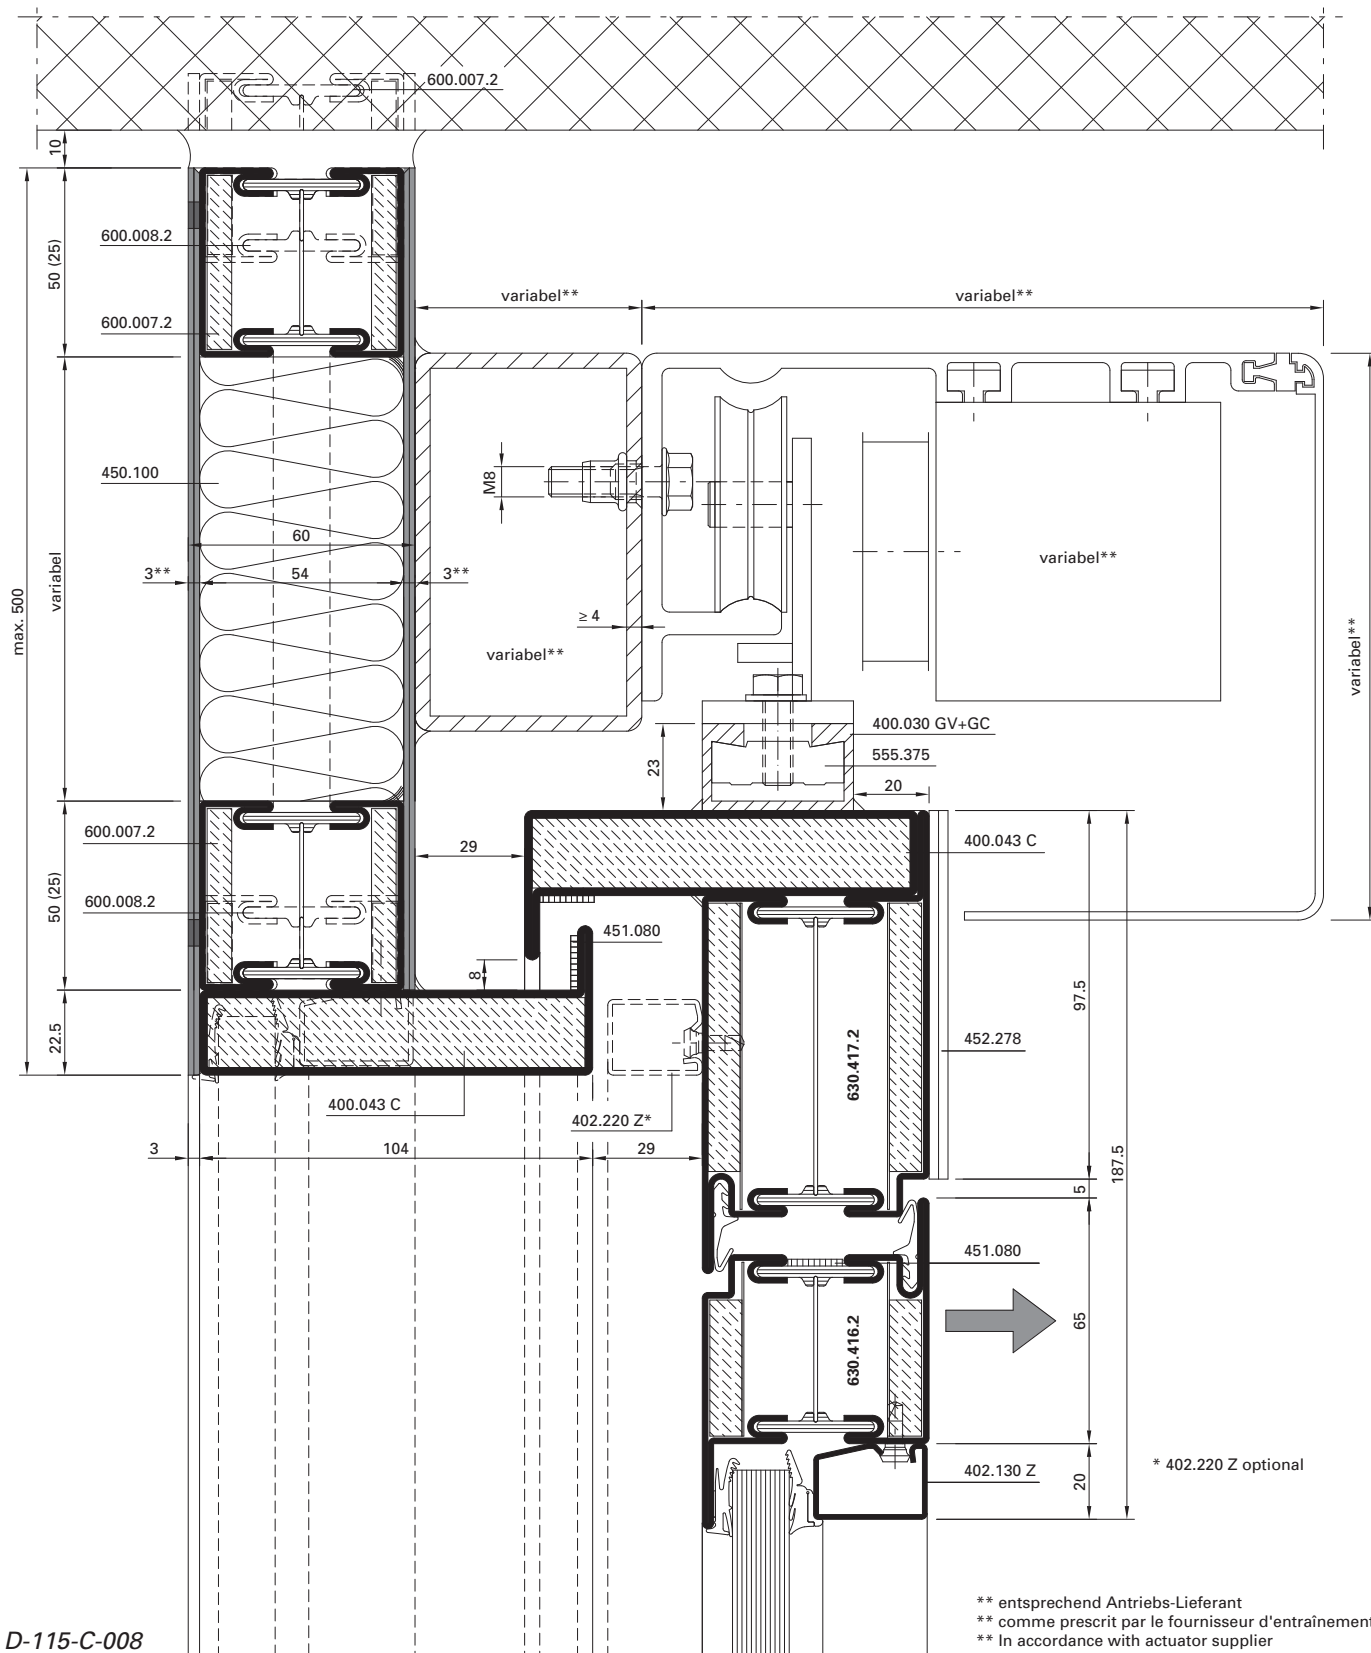 600.007.2
10
600.008.2
50 (25)
variabel**
variabel**
600.007.2
450.100
M8
60
variabel**
3**
54
3**
variabel
max. 500
≥ 4
variabel**
variabel**
400.030 GV+GC
555.375
23
20
600.007.2
29
400.043 C
50 (25)
600.008.2
451.080
8
97.5
22.5
630.417.2
452.278
400.043 C
402.220 Z*
3
104
29
187.5
5
451.080
65
630.416.2
402.130 Z
20
* 402.220 Z optional
** entsprechend Antriebs-Lieferant
** comme prescrit par le fournisseur d'entraînement
** In accordance with actuator supplier
D-115-C-008